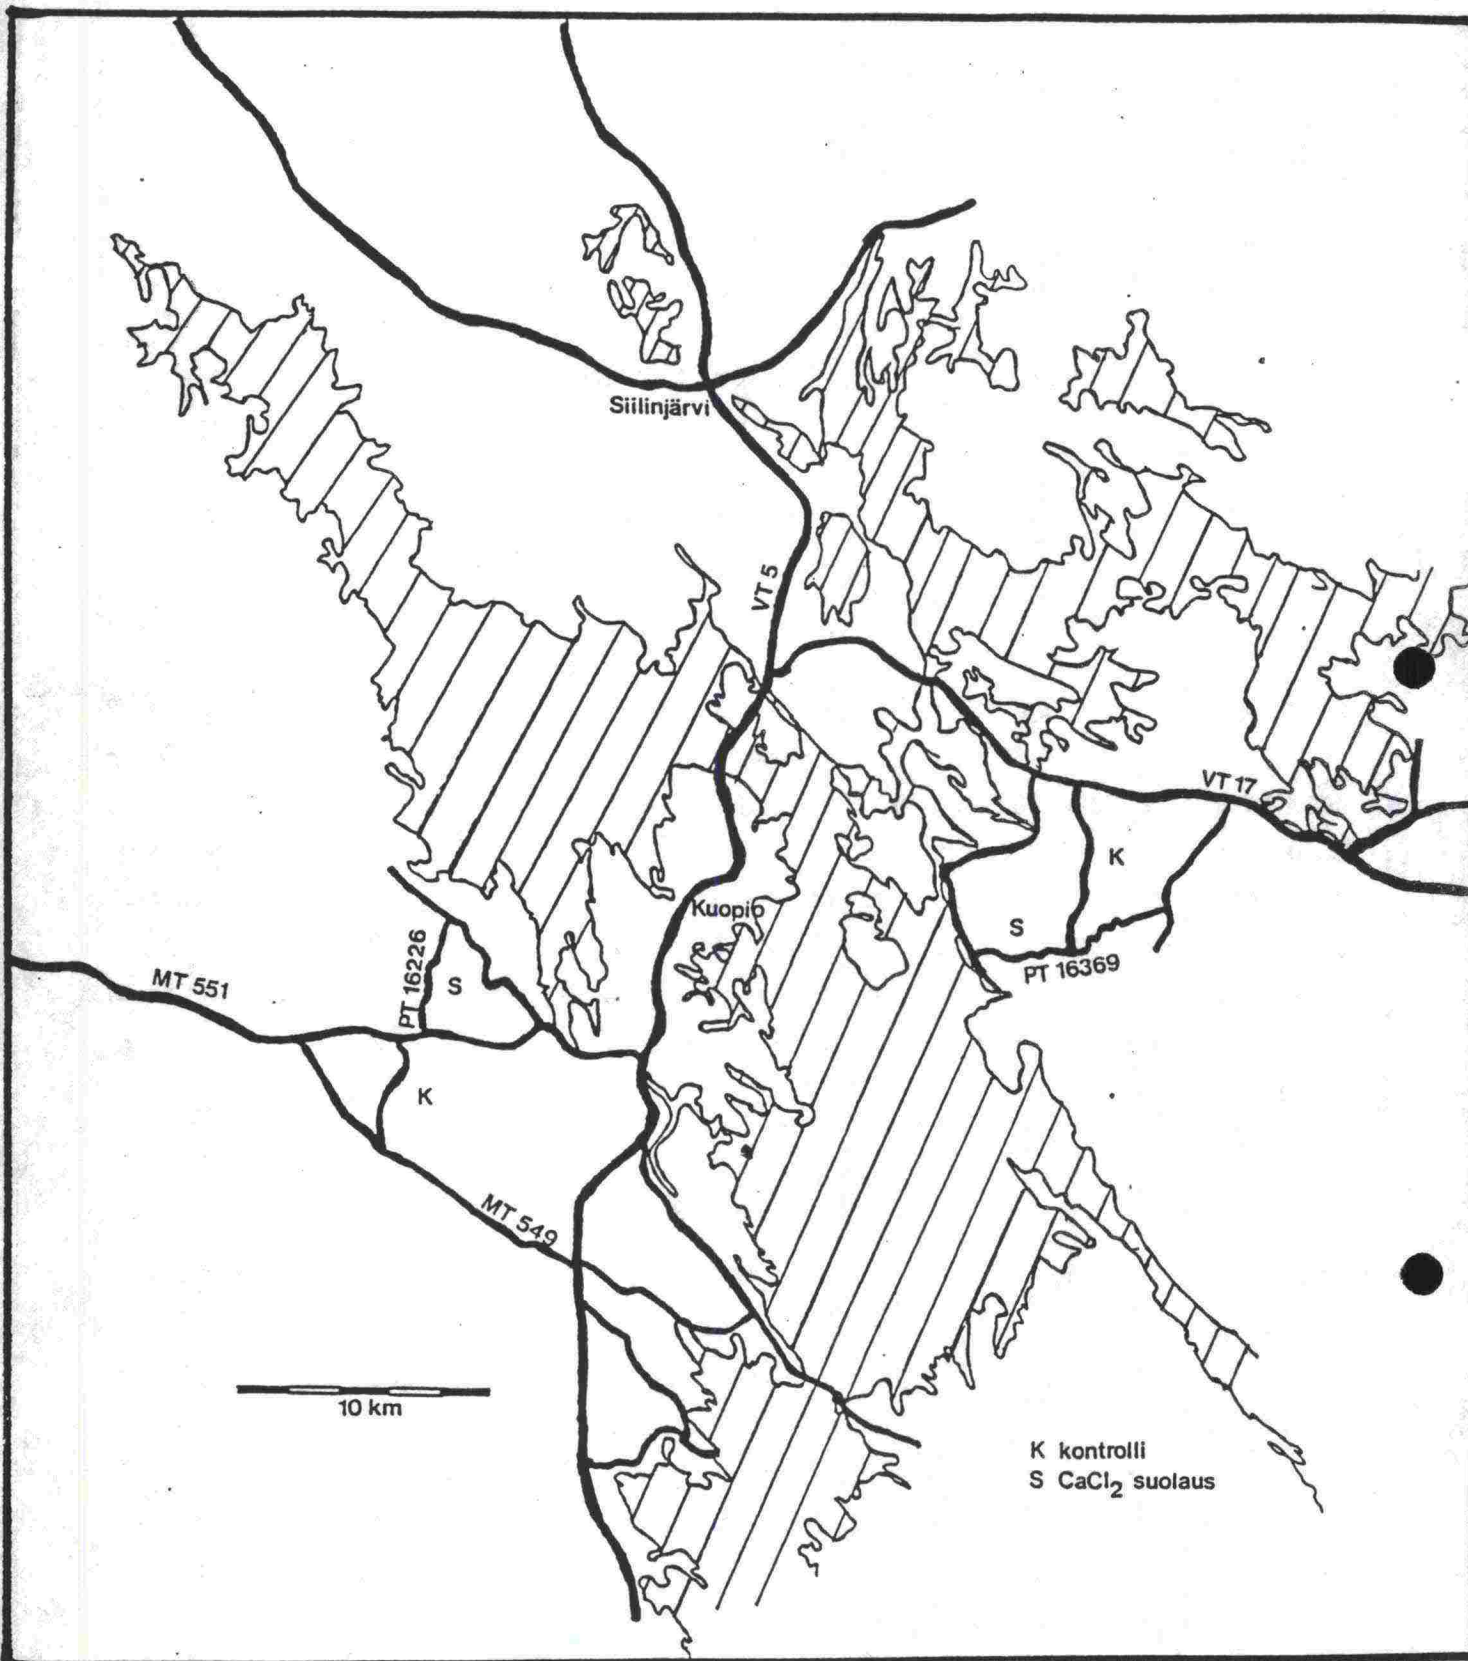 Siilinjärvi
VT 5
VT 17
K
Kuopio
S
PT 16369
PT 16226
S
MT 551
K
MT 549
10 km
K kontrolli
S CaCl₂ suolaus